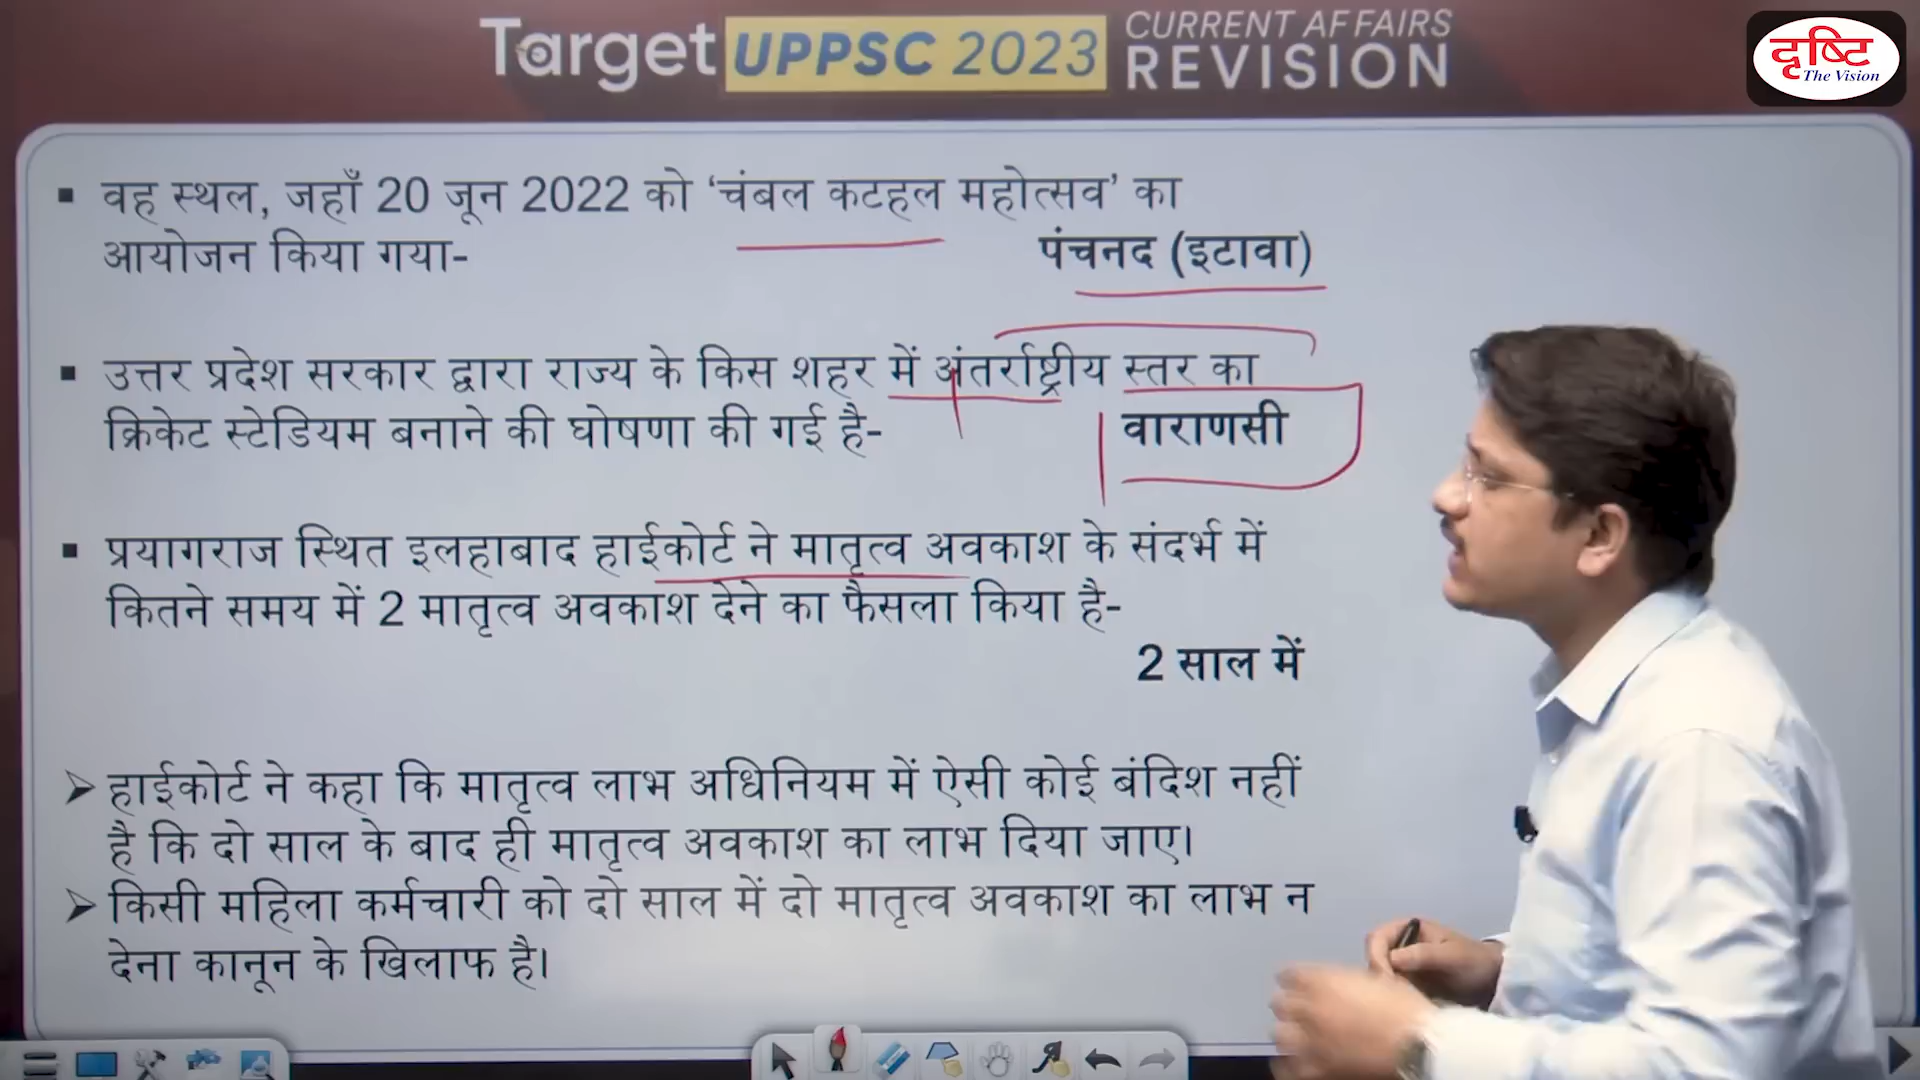 Target UPPSC 2023 CURRENT AFFAIRS REVISION
दृष्टि
The Vision
▪ वह स्थल, जहाँ 20 जून 2022 को ‘चंबल कटहल महोत्सव’ का
आयोजन किया गया-
पंचनद (इटावा)
▪ उत्तर प्रदेश सरकार द्वारा राज्य के किस शहर में अंतर्राष्ट्रीय स्तर का
क्रिकेट स्टेडियम बनाने की घोषणा की गई है-
वाराणसी
▪ प्रयागराज स्थित इलहाबाद हाईकोर्ट ने मातृत्व अवकाश के संदर्भ में
कितने समय में 2 मातृत्व अवकाश देने का फैसला किया है-
2 साल में
➢ हाईकोर्ट ने कहा कि मातृत्व लाभ अधिनियम में ऐसी कोई बंदिश नहीं
है कि दो साल के बाद ही मातृत्व अवकाश का लाभ दिया जाए।
➢ किसी महिला कर्मचारी को दो साल में दो मातृत्व अवकाश का लाभ न
देना कानून के खिलाफ है।